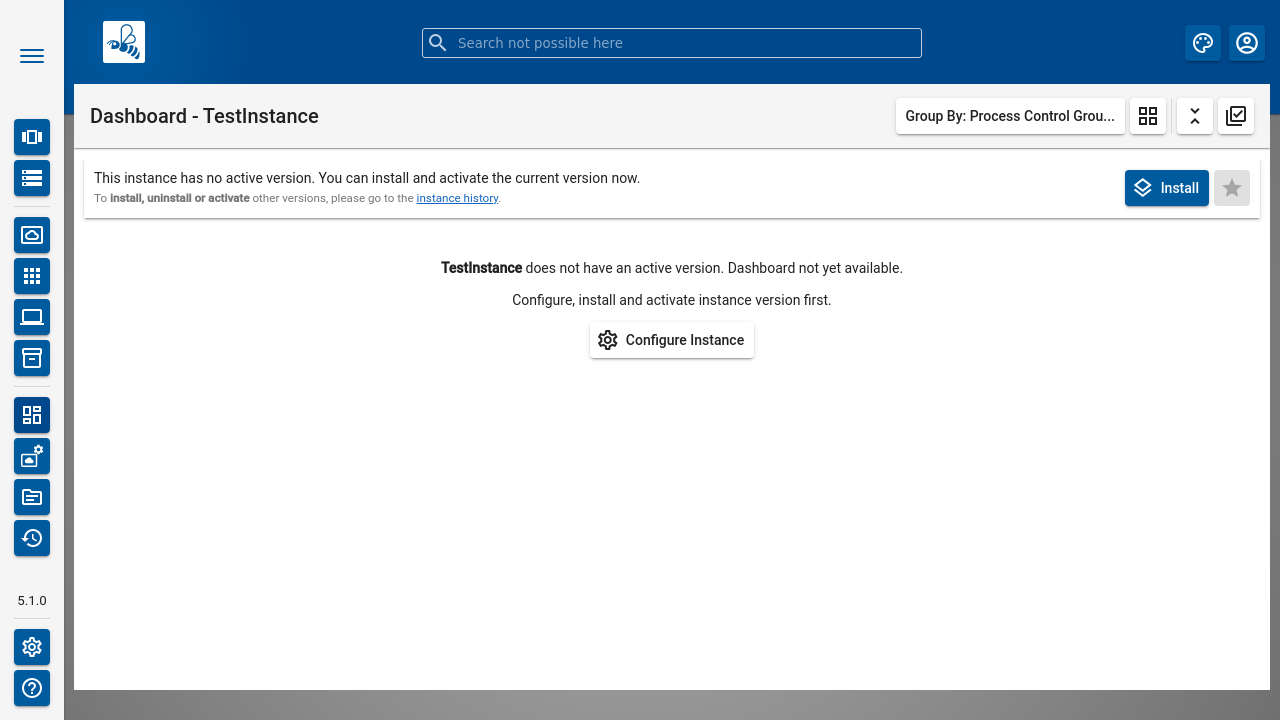 Search not possible here
Dashboard - TestInstance
Group By: Process Control Grou...
This instance has no active version. You can install and activate the current version now.
To install, uninstall or activate other versions, please go to the instance history.
Install
TestInstance does not have an active version. Dashboard not yet available.
Configure, install and activate instance version first.
Configure Instance
5.1.0